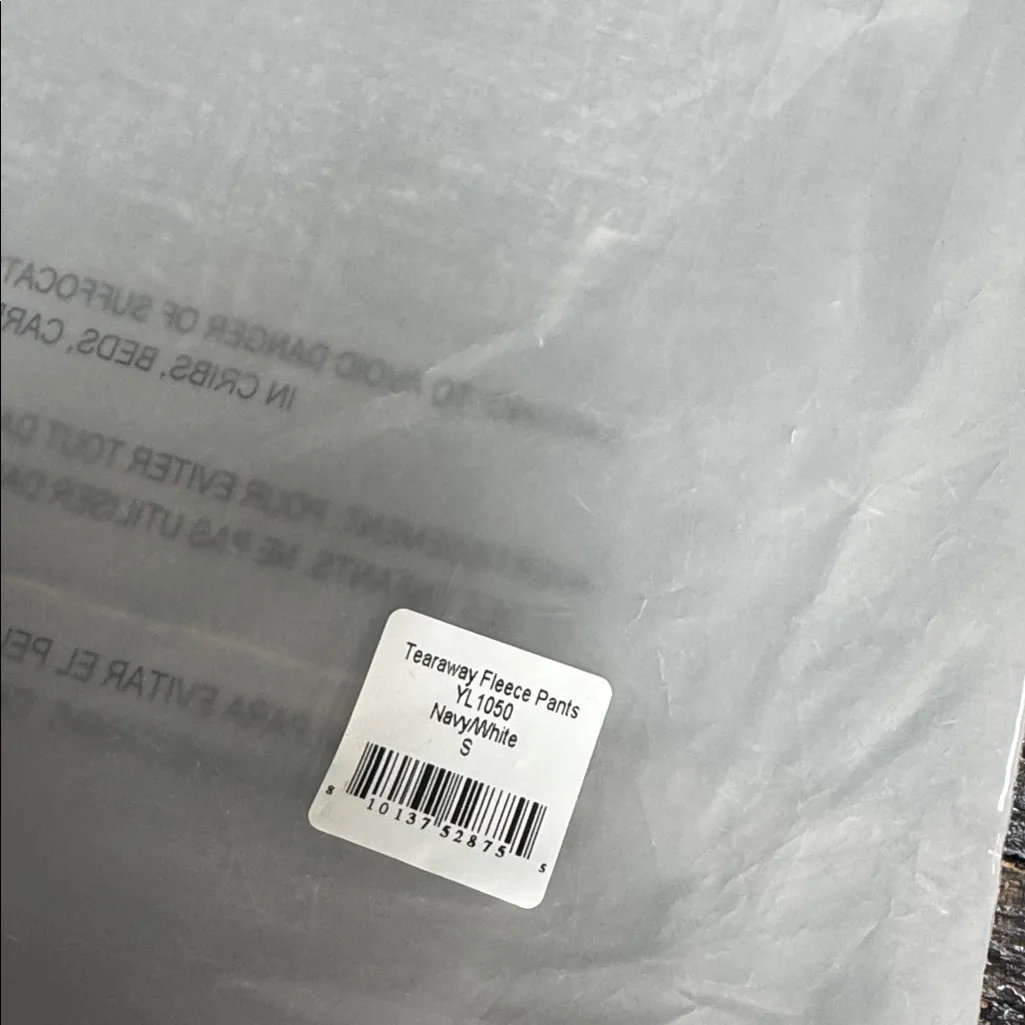 TO AVOID DANGER OF SUFFOCAT
IN CRIBS, BEDS, CAR
POUR EVITER TOUT DA
NE PAS UTILISER DA
PARA EVITAR EL PEL
Tearaway Fleece Pants
YL1050
Navy/White
S
8 10137 52875 5